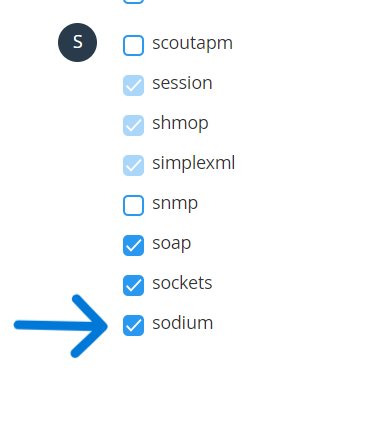 S
scoutapm
session
shmop
simplexml
snmp
soap
sockets
sodium